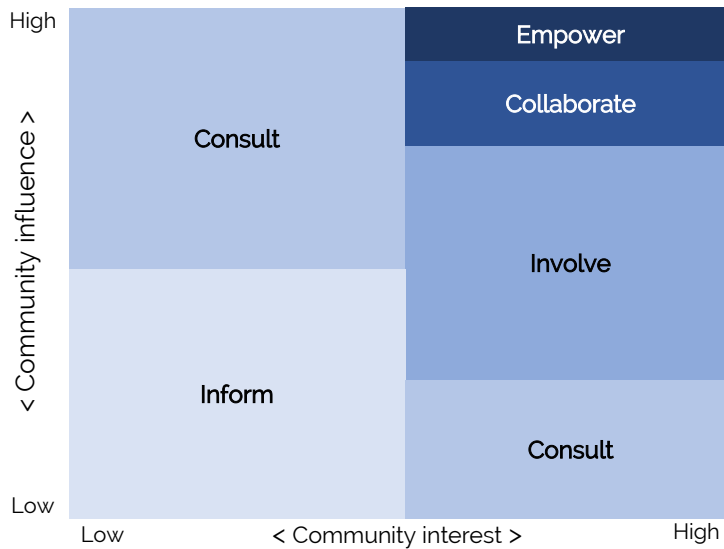 High
Empower
Collaborate
Consult
Involve
Inform
Consult
Low
Low
< Community interest >
High
< Community influence >